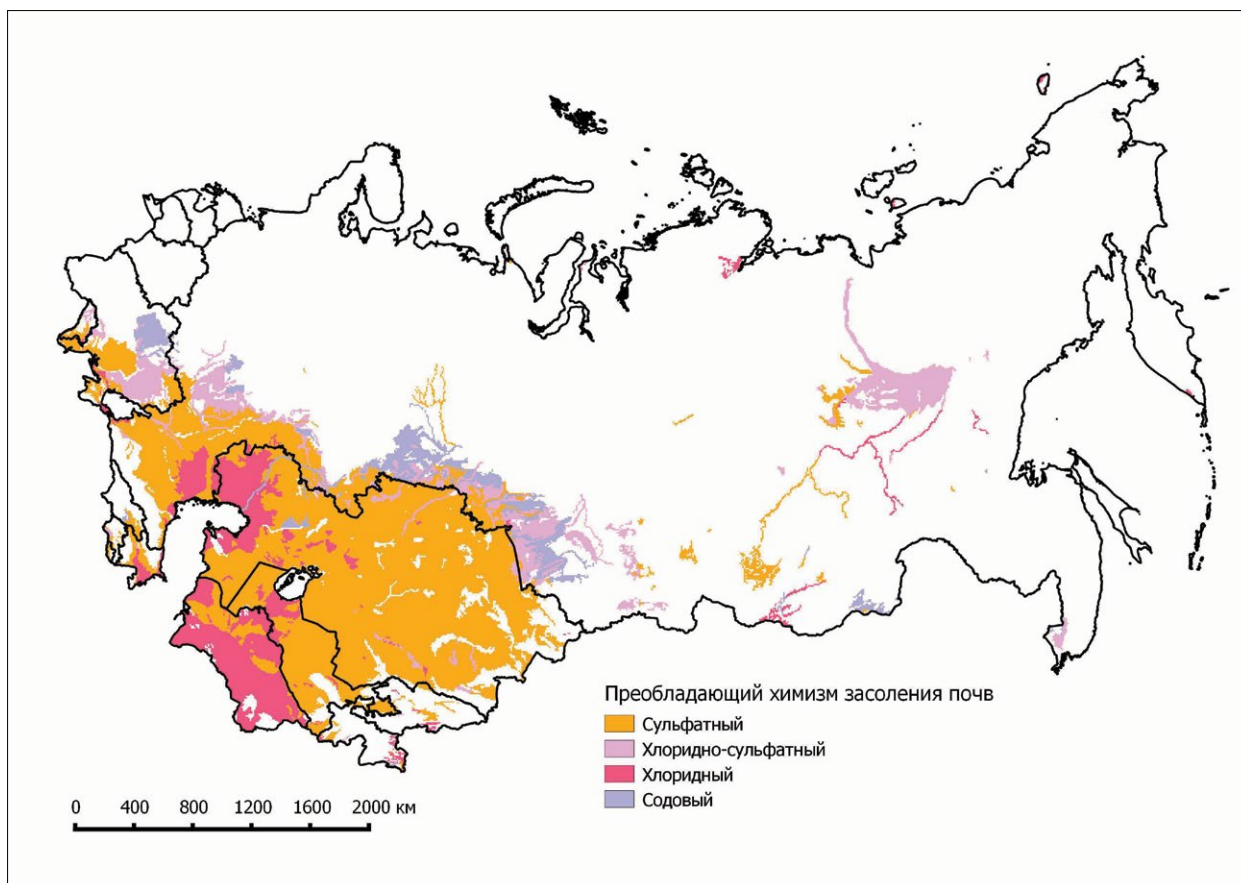 Преобладающий химизм засоления почв
Сульфатный
Хлоридно-сульфатный
Хлоридный
Содовый
0 400 800 1200 1600 2000 км